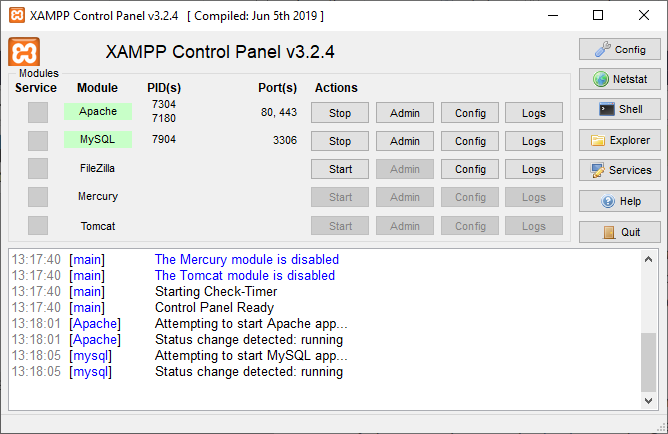 XAMPP Control Panel v3.2.4 [ Compiled: Jun 5th 2019 ]
XAMPP Control Panel v3.2.4
Config
Modules
Service Module PID(s) Port(s) Actions
Netstat
Apache 7304 7180 80, 443 Stop Admin Config Logs
Shell
MySQL 7904 3306 Stop Admin Config Logs
Explorer
FileZilla Start Admin Config Logs
Services
Mercury Start Admin Config Logs
Help
Tomcat Start Admin Config Logs
Quit
13:17:40 [main] The Mercury module is disabled
13:17:40 [main] The Tomcat module is disabled
13:17:40 [main] Starting Check-Timer
13:17:40 [main] Control Panel Ready
13:18:01 [Apache] Attempting to start Apache app...
13:18:01 [Apache] Status change detected: running
13:18:05 [mysql] Attempting to start MySQL app...
13:18:05 [mysql] Status change detected: running